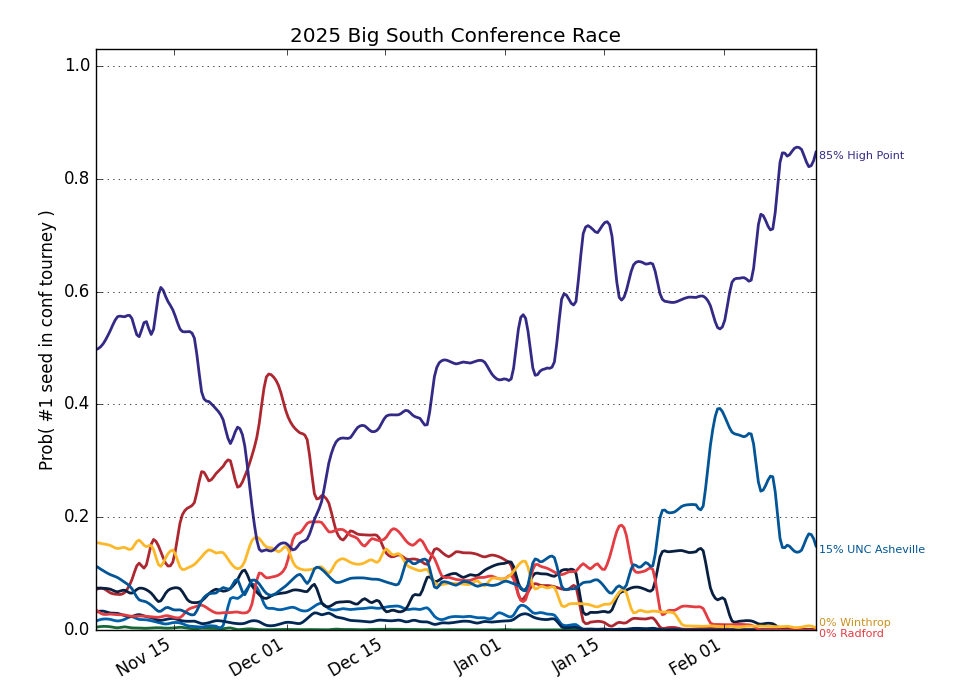 2025 Big South Conference Race
Prob( #1 seed in conf tourney )
1.0
0.8
0.6
0.4
0.2
0.0
Nov 15
Dec 01
Dec 15
Jan 01
Jan 15
Feb 01
85% High Point
15% UNC Asheville
0% Winthrop
0% Radford